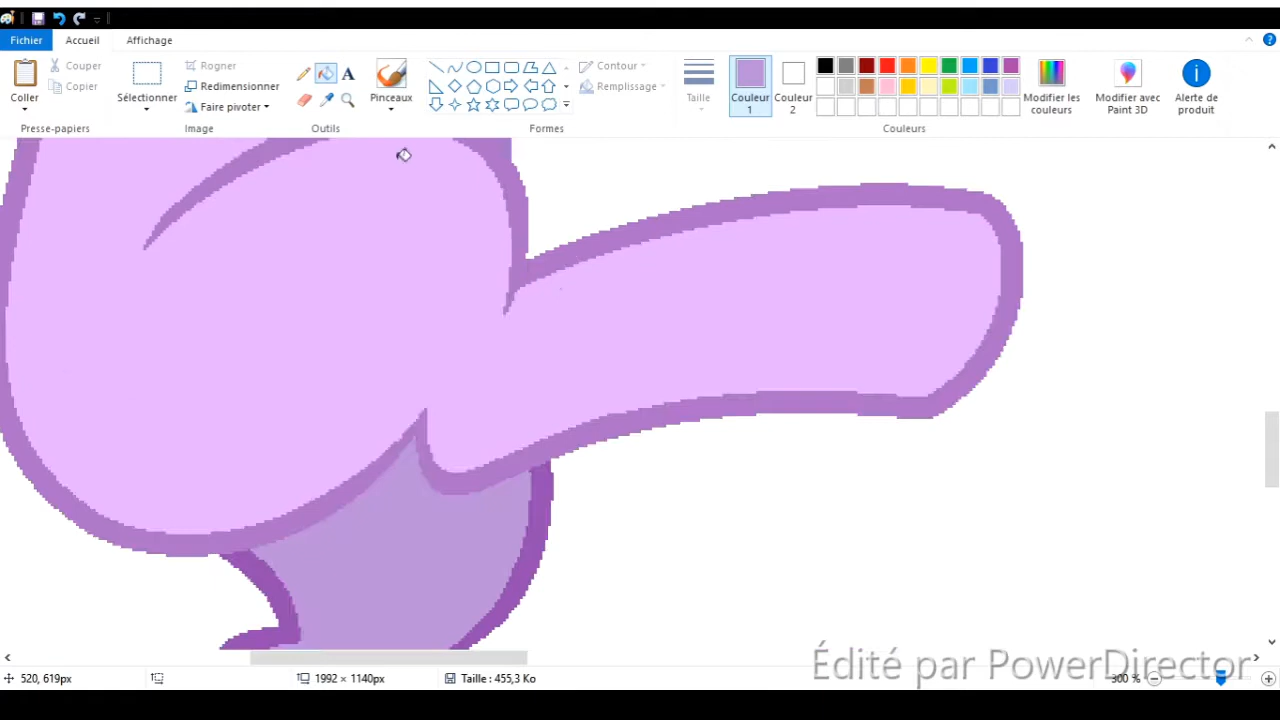 Fichier Accueil Affichage
Coller
Couper
Copier
Presse-papiers
Sélectionner
Rogner
Redimensionner
Faire pivoter
Image
A
Outils
Pinceaux
Contour
Remplissage
Formes
Taille
Couleur 1
Couleur 2
Modifier les couleurs
Modifier avec Paint 3D
Alerte de produit
Couleurs
520, 619px
1992 × 1140px
Taille : 455,3 Ko
300 %
Édité par PowerDirector